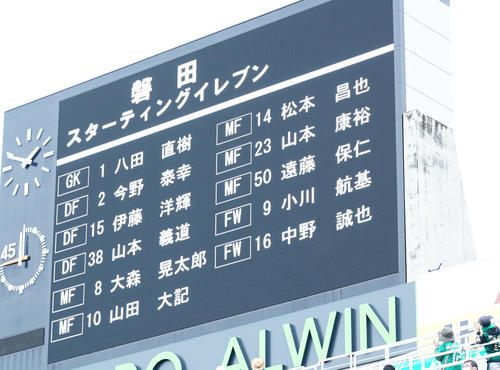 磐田
スターティングイレブン
GK 1 八田 直樹
DF 2 今野 泰幸
DF 15 伊藤 洋輝
DF 38 山本 義道
MF 8 大森 晃太郎
MF 10 山田 大記
MF 14 松本 昌也
MF 23 山本 康裕
MF 50 遠藤 保仁
FW 9 小川 航基
FW 16 中野 誠也
45
ALWIN